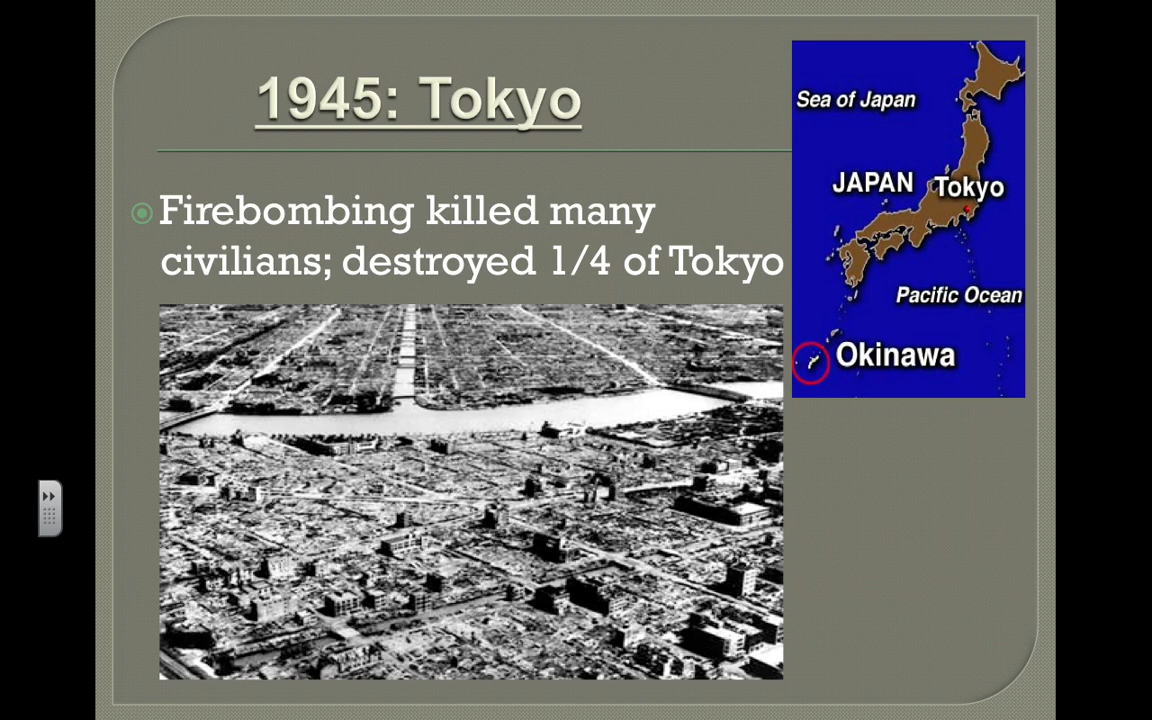 1945: Tokyo
Firebombing killed many
civilians; destroyed 1/4 of Tokyo
Sea of Japan
JAPAN
Tokyo
Pacific Ocean
Okinawa